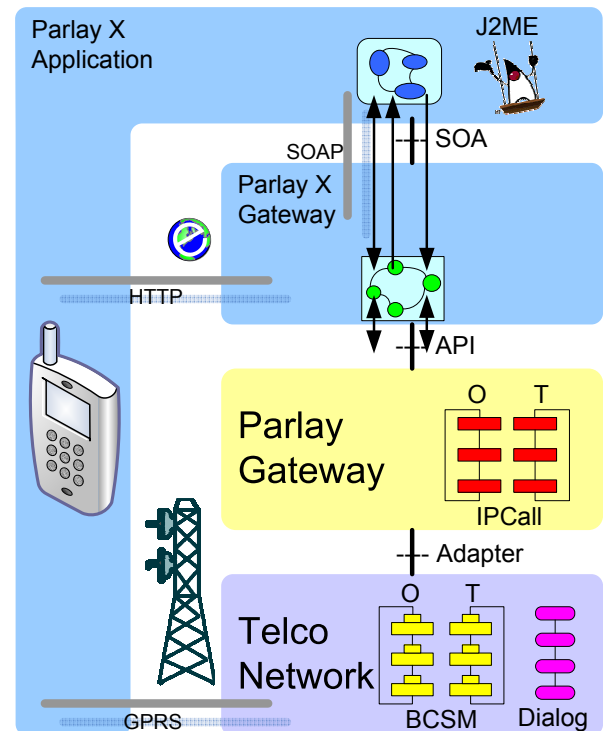 Parlay X
Application
J2ME
SOAP
SOA
Parlay X
Gateway
HTTP
API
Parlay
Gateway
O T
IPCall
Adapter
Telco
Network
O T
BCSM
Dialog
GPRS